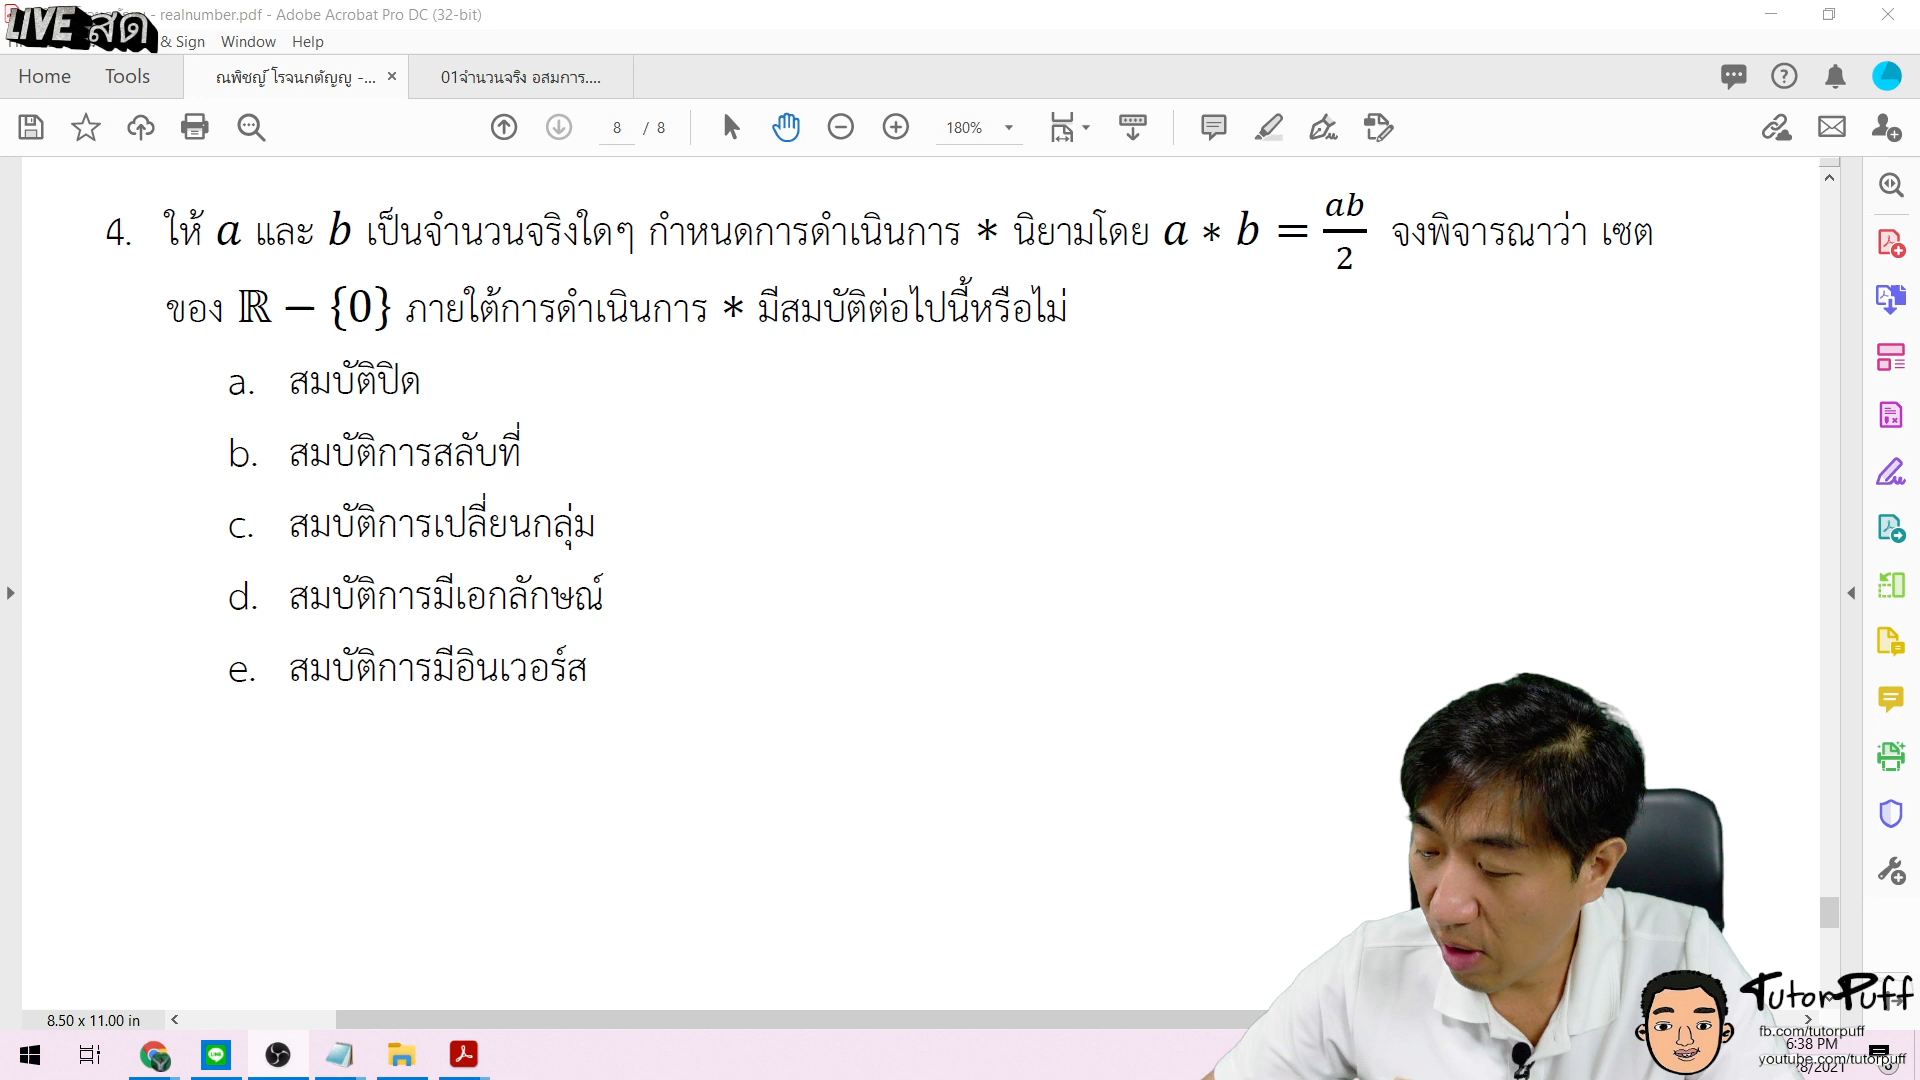 LIVE สด
- realnumber.pdf - Adobe Acrobat Pro DC (32-bit)
& Sign Window Help
Home Tools ณพิชญ์ โรจนกตัญญู -... × 01จำนวนจริง อสมการ....
8 / 8 180%
4. ให้ a และ b เป็นจำนวนจริงใดๆ กำหนดการดำเนินการ ∗ นิยามโดย a ∗ b = ab/2 จงพิจารณาว่า เซต
ของ ℝ − {0} ภายใต้การดำเนินการ ∗ มีสมบัติต่อไปนี้หรือไม่
a. สมบัติปิด
b. สมบัติการสลับที่
c. สมบัติการเปลี่ยนกลุ่ม
d. สมบัติการมีเอกลักษณ์
e. สมบัติการมีอินเวอร์ส
TutorPuff
8.50 x 11.00 in
fb.com/tutorpuff
6:38 PM
youtube.com/tutorpuff
8/2021